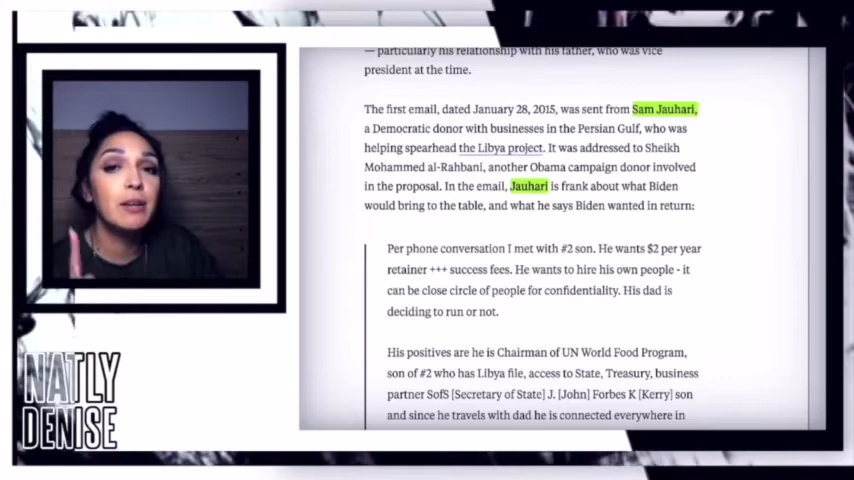 — particularly his relationship with his father, who was vice
president at the time.
The first email, dated January 28, 2015, was sent from Sam Jauhari,
a Democratic donor with businesses in the Persian Gulf, who was
helping spearhead the Libya project. It was addressed to Sheikh
Mohammed al-Rahbani, another Obama campaign donor involved
in the proposal. In the email, Jauhari is frank about what Biden
would bring to the table, and what he says Biden wanted in return:
Per phone conversation I met with #2 son. He wants $2 per year
retainer +++ success fees. He wants to hire his own people - it
can be close circle of people for confidentiality. His dad is
deciding to run or not.
His positives are he is Chairman of UN World Food Program,
son of #2 who has Libya file, access to State, Treasury, business
partner SofS [Secretary of State] J. [John] Forbes K [Kerry] son
and since he travels with dad he is connected everywhere in
NATLY
DENISE